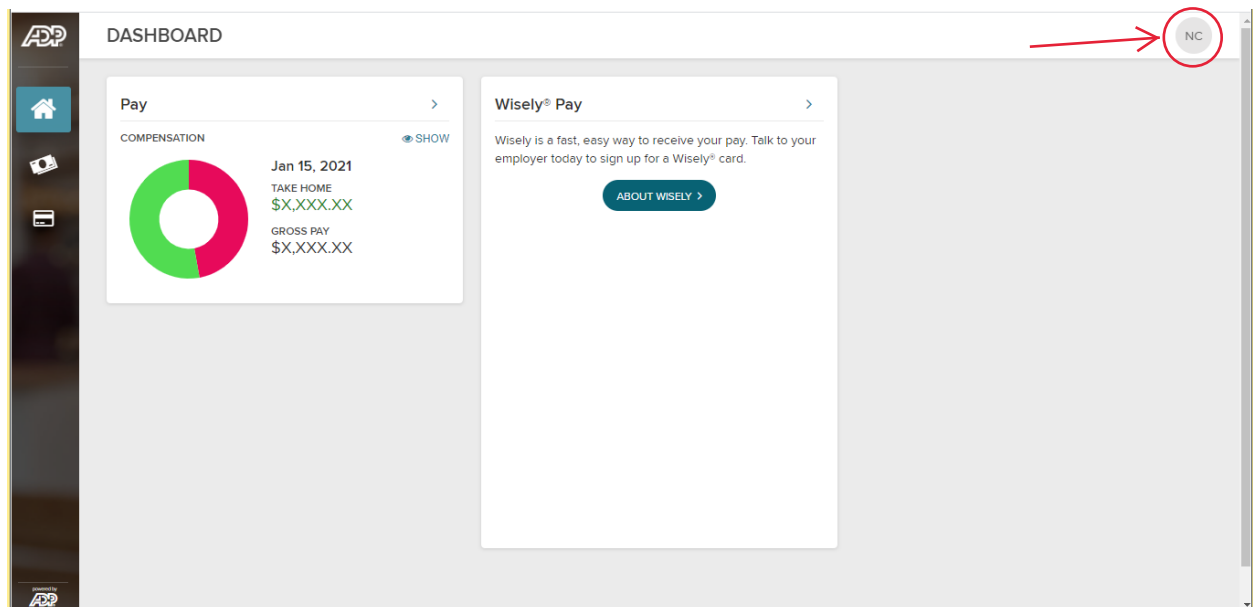 ADP
DASHBOARD
NC
Pay
COMPENSATION
SHOW
Jan 15, 2021
TAKE HOME
$X,XXX.XX
GROSS PAY
$X,XXX.XX
Wisely® Pay
Wisely is a fast, easy way to receive your pay. Talk to your
employer today to sign up for a Wisely® card.
ABOUT WISELY
powered by
ADP